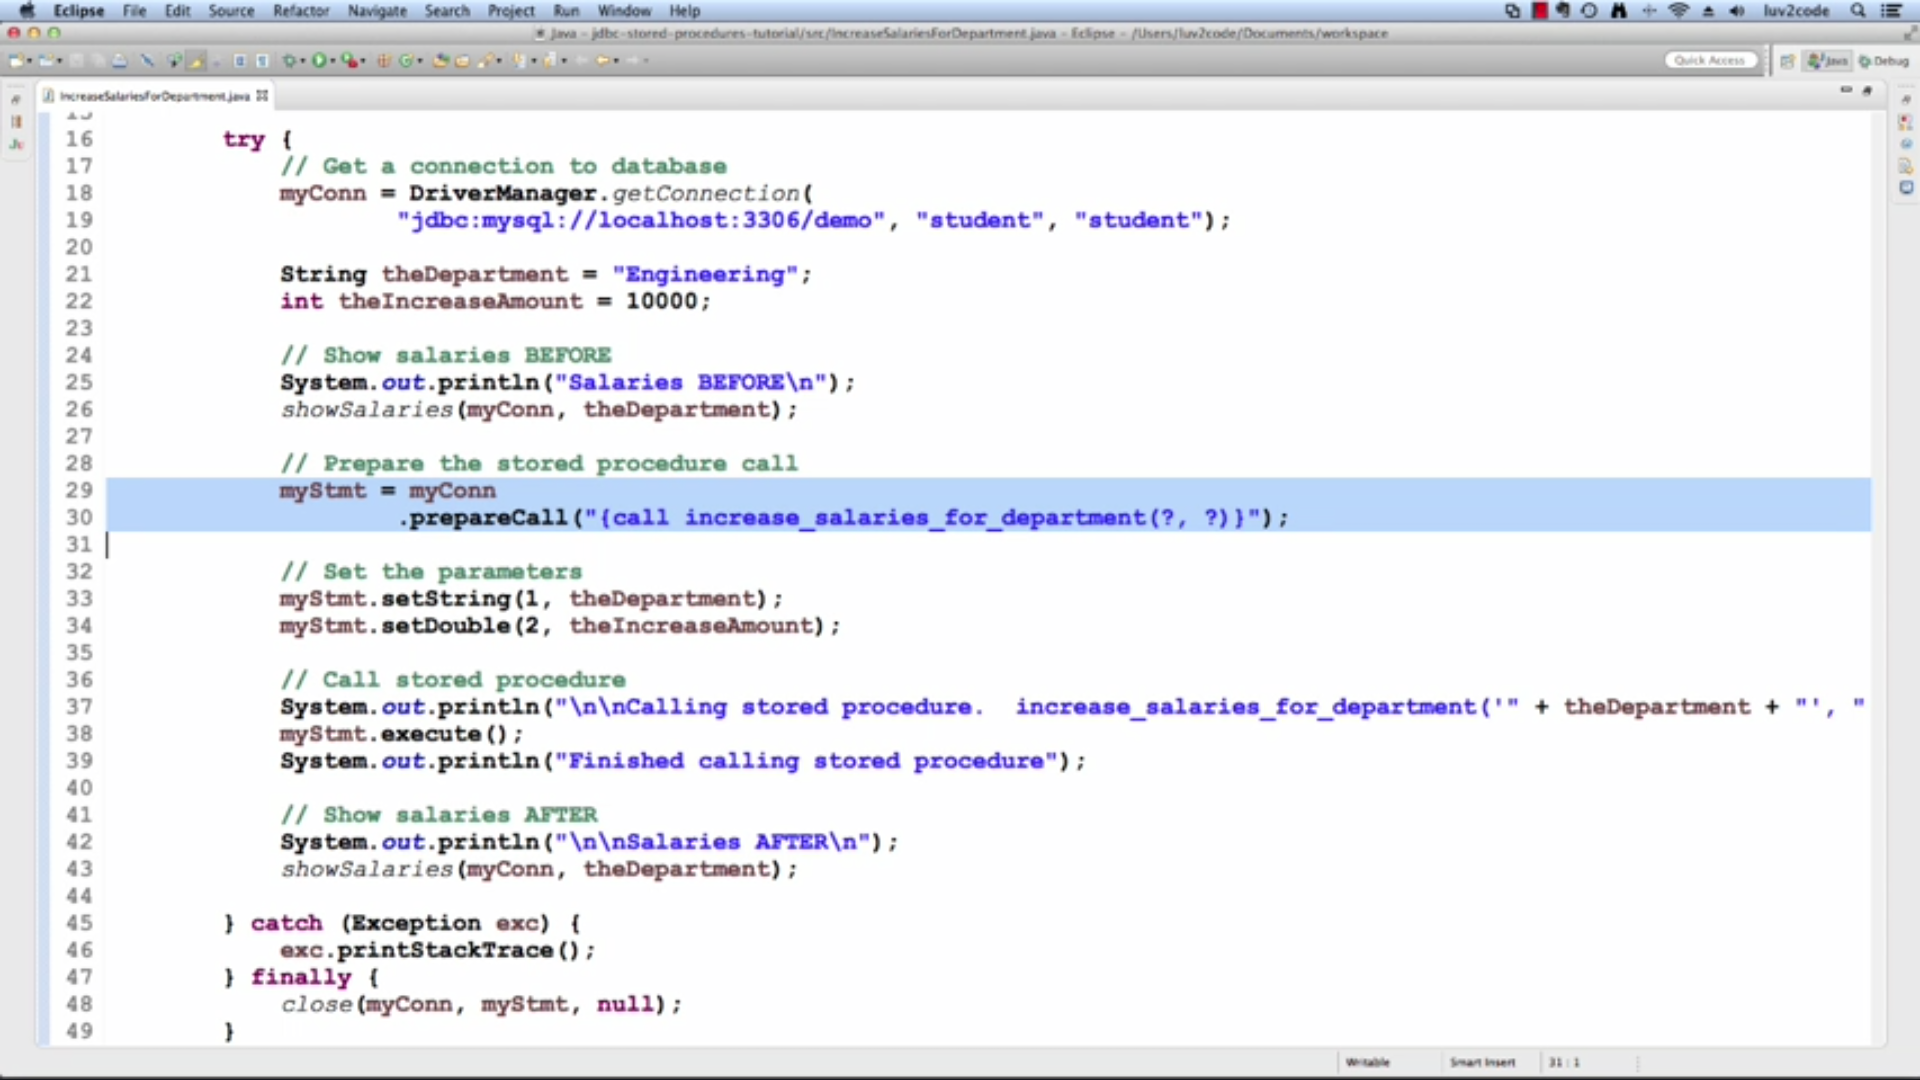 Eclipse File Edit Source Refactor Navigate Search Project Run Window Help luv2code
Java - jdbc-stored-procedures-tutorial/src/IncreaseSalariesForDepartment.java - Eclipse - /Users/luv2code/Documents/workspace
Quick Access Java Debug
IncreaseSalariesForDepartment.java
15
16 try {
17 // Get a connection to database
18 myConn = DriverManager.getConnection(
19 "jdbc:mysql://localhost:3306/demo", "student", "student");
20
21 String theDepartment = "Engineering";
22 int theIncreaseAmount = 10000;
23
24 // Show salaries BEFORE
25 System.out.println("Salaries BEFORE\n");
26 showSalaries(myConn, theDepartment);
27
28 // Prepare the stored procedure call
29 myStmt = myConn
30 .prepareCall("{call increase_salaries_for_department(?, ?)}");
31
32 // Set the parameters
33 myStmt.setString(1, theDepartment);
34 myStmt.setDouble(2, theIncreaseAmount);
35
36 // Call stored procedure
37 System.out.println("\n\nCalling stored procedure.  increase_salaries_for_department('" + theDepartment + "', "
38 myStmt.execute();
39 System.out.println("Finished calling stored procedure");
40
41 // Show salaries AFTER
42 System.out.println("\n\nSalaries AFTER\n");
43 showSalaries(myConn, theDepartment);
44
45 } catch (Exception exc) {
46 exc.printStackTrace();
47 } finally {
48 close(myConn, myStmt, null);
49 }
Writable Smart Insert 31 : 1